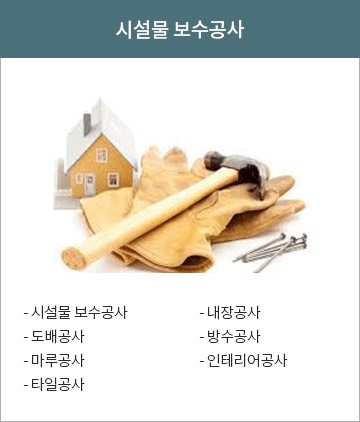 시설물 보수공사
- 시설물 보수공사
- 도배공사
- 마루공사
- 타일공사
- 내장공사
- 방수공사
- 인테리어공사